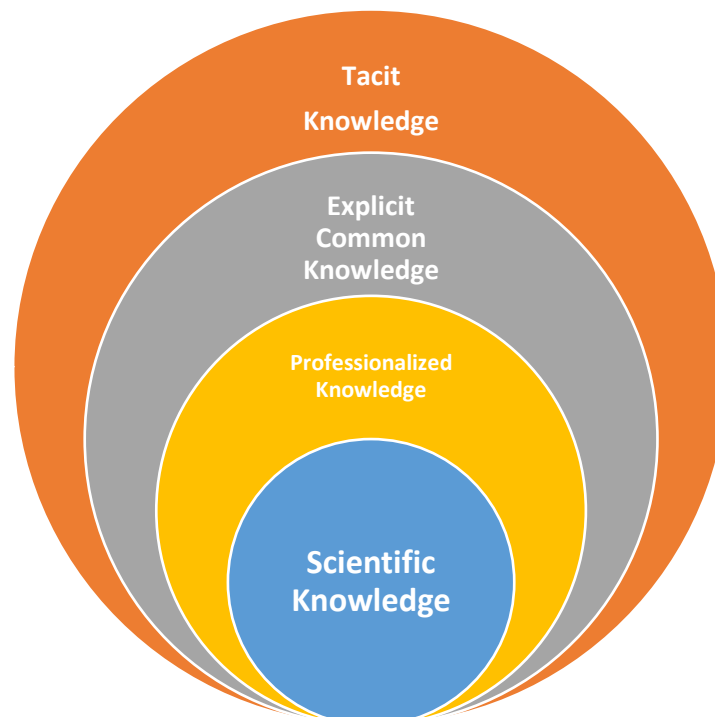 Tacit
Knowledge
Explicit
Common
Knowledge
Professionalized
Knowledge
Scientific
Knowledge